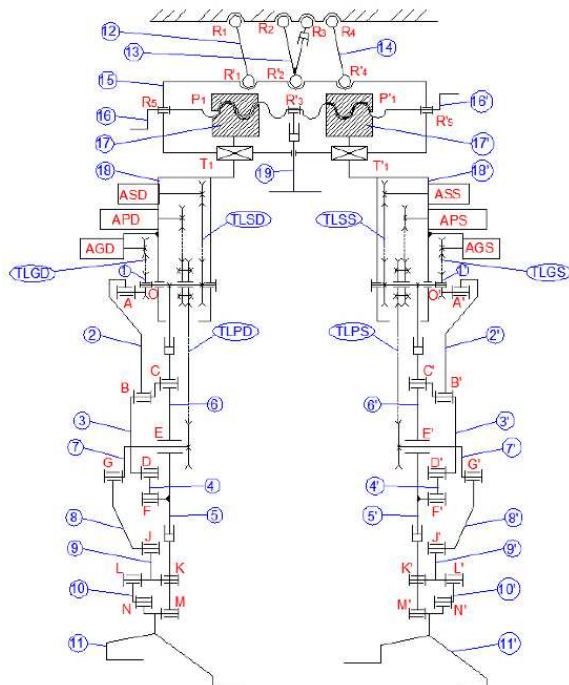 R1 R2 R3 R4
12 13 14
R'1 R'2 R'4
15
R5 P1 R'3 P'1 16'
16 R'5
17 17'
T1 T'1
18 19 18'
ASD TLSD TLSS ASS
APD APS
AGD AGS
TLGD TLGS
1 1'
A O O A'
2 TLPD TLPS 2'
B C C' B'
3 6 6' 3'
7 E E' 7'
G D D' G'
4 4'
F F'
8 5 5' 8'
J J'
9 9'
L K K' L'
10 10'
N M M' N'
11 11'